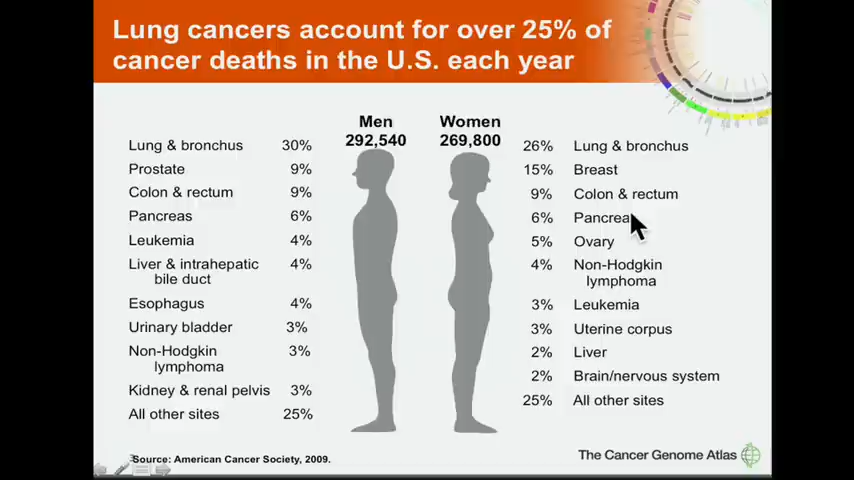 Lung cancers account for over 25% of
cancer deaths in the U.S. each year
Men
292,540
Women
269,800
Lung & bronchus 30%
Prostate 9%
Colon & rectum 9%
Pancreas 6%
Leukemia 4%
Liver & intrahepatic 4%
bile duct
Esophagus 4%
Urinary bladder 3%
Non-Hodgkin 3%
lymphoma
Kidney & renal pelvis 3%
All other sites 25%
26% Lung & bronchus
15% Breast
9% Colon & rectum
6% Pancreas
5% Ovary
4% Non-Hodgkin
lymphoma
3% Leukemia
3% Uterine corpus
2% Liver
2% Brain/nervous system
25% All other sites
3
Source: American Cancer Society, 2009.
The Cancer Genome Atlas